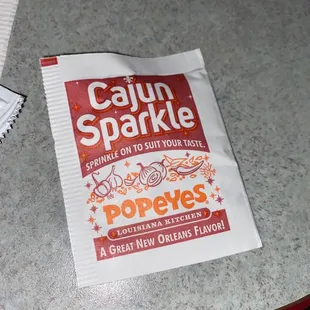 Cajun
Sparkle
SPRINKLE ON TO SUIT YOUR TASTE.
POPEYES
LOUISIANA KITCHEN
A GREAT NEW ORLEANS FLAVOR!